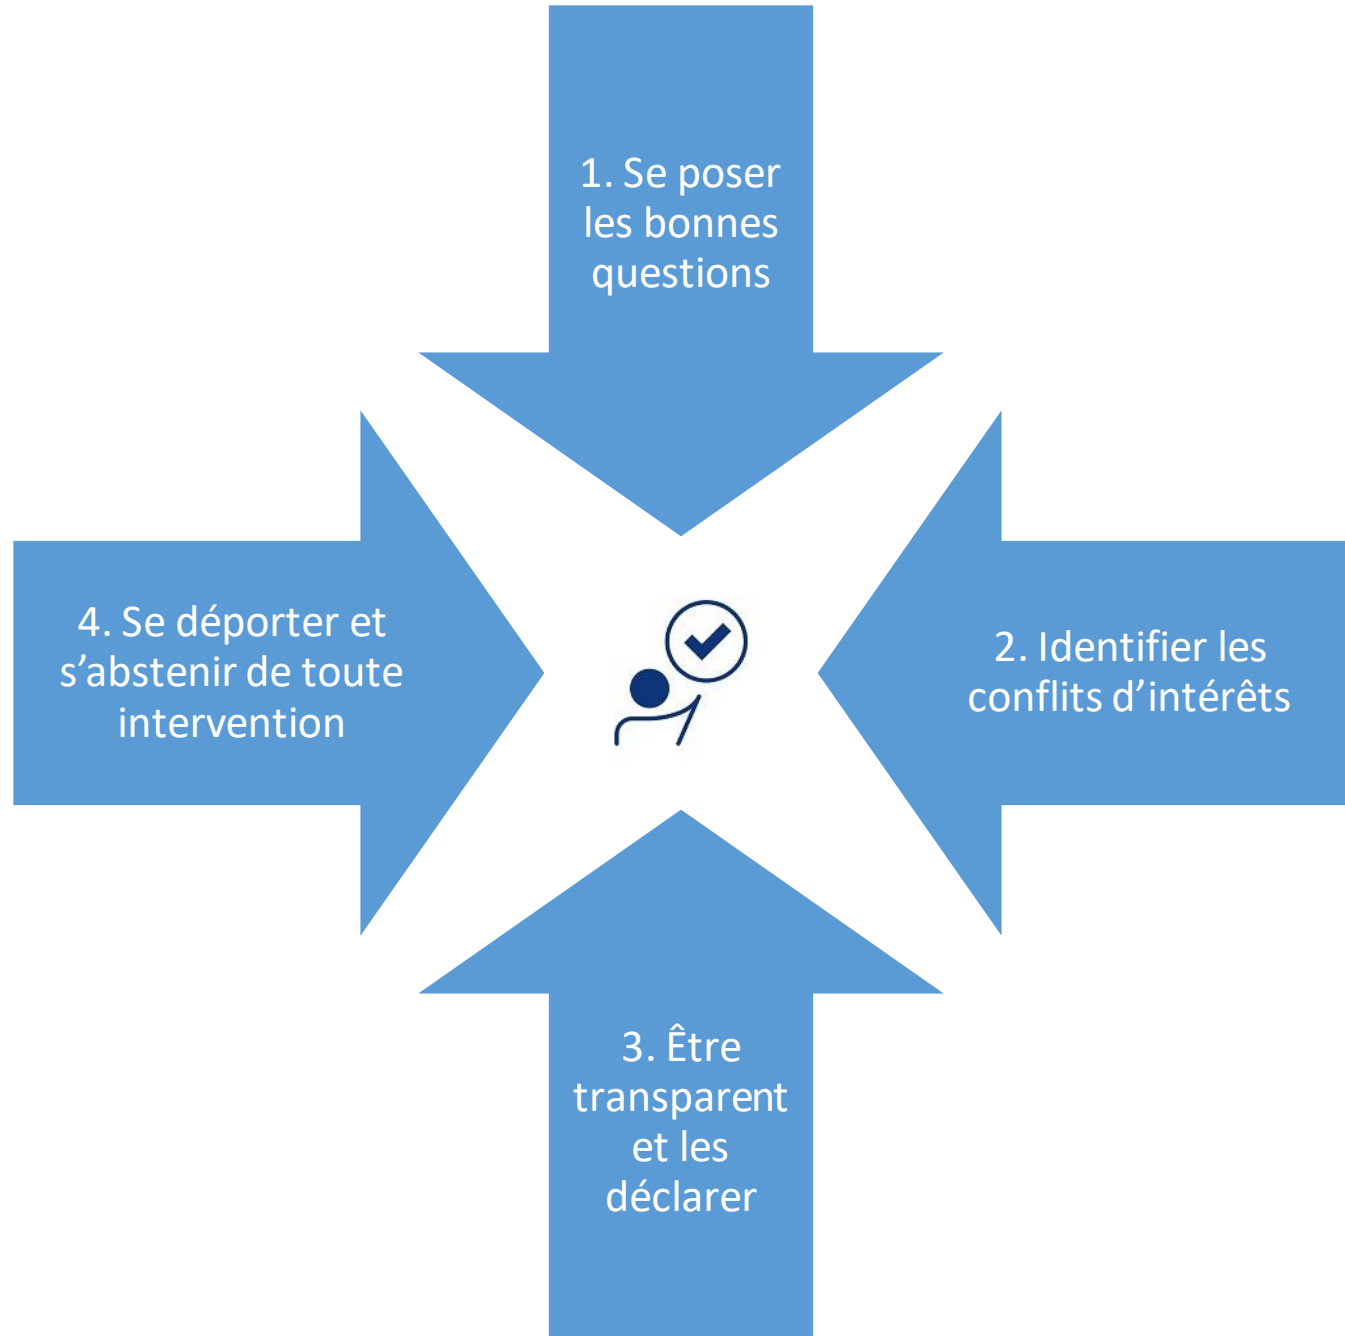 1. Se poser
les bonnes
questions
2. Identifier les
conflits d’intérêts
3. Être
transparent
et les
déclarer
4. Se déporter et
s’abstenir de toute
intervention